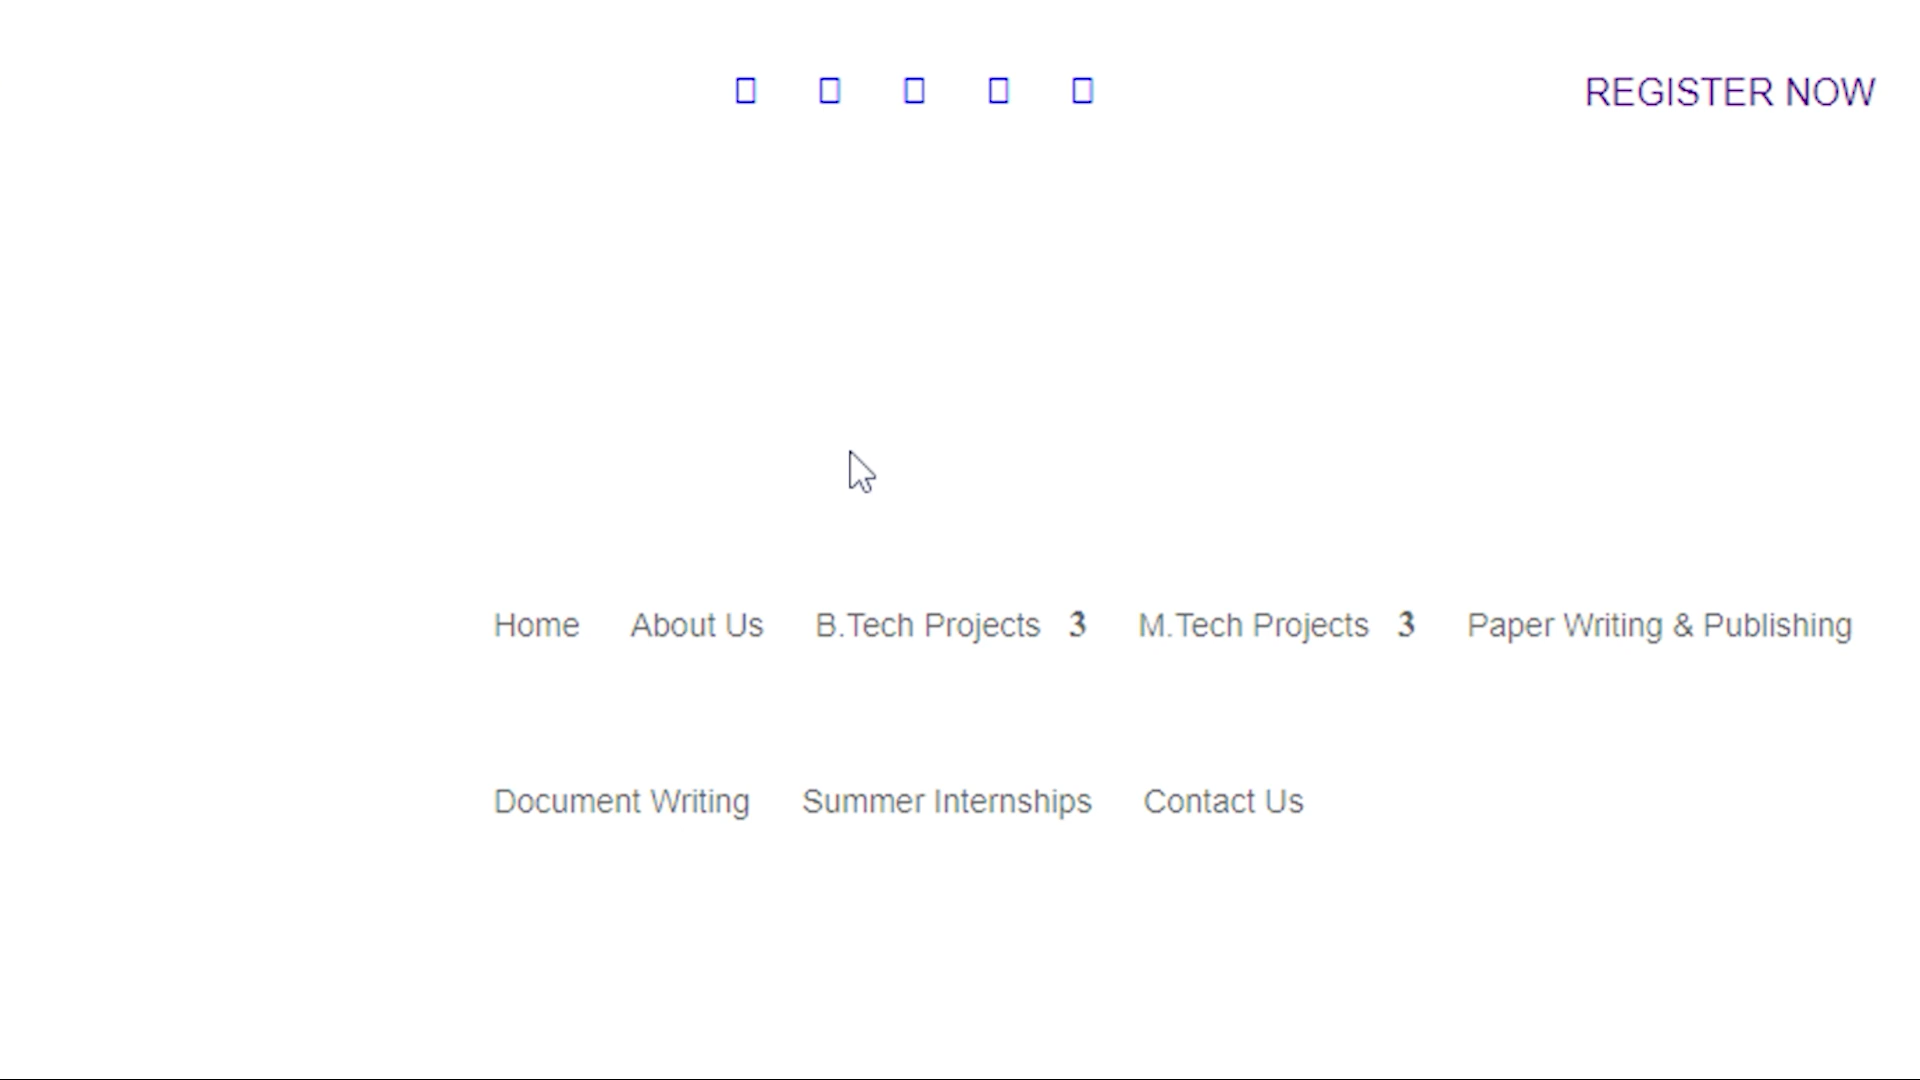 REGISTER NOW
Home About Us B.Tech Projects 3 M.Tech Projects 3 Paper Writing & Publishing
Document Writing Summer Internships Contact Us